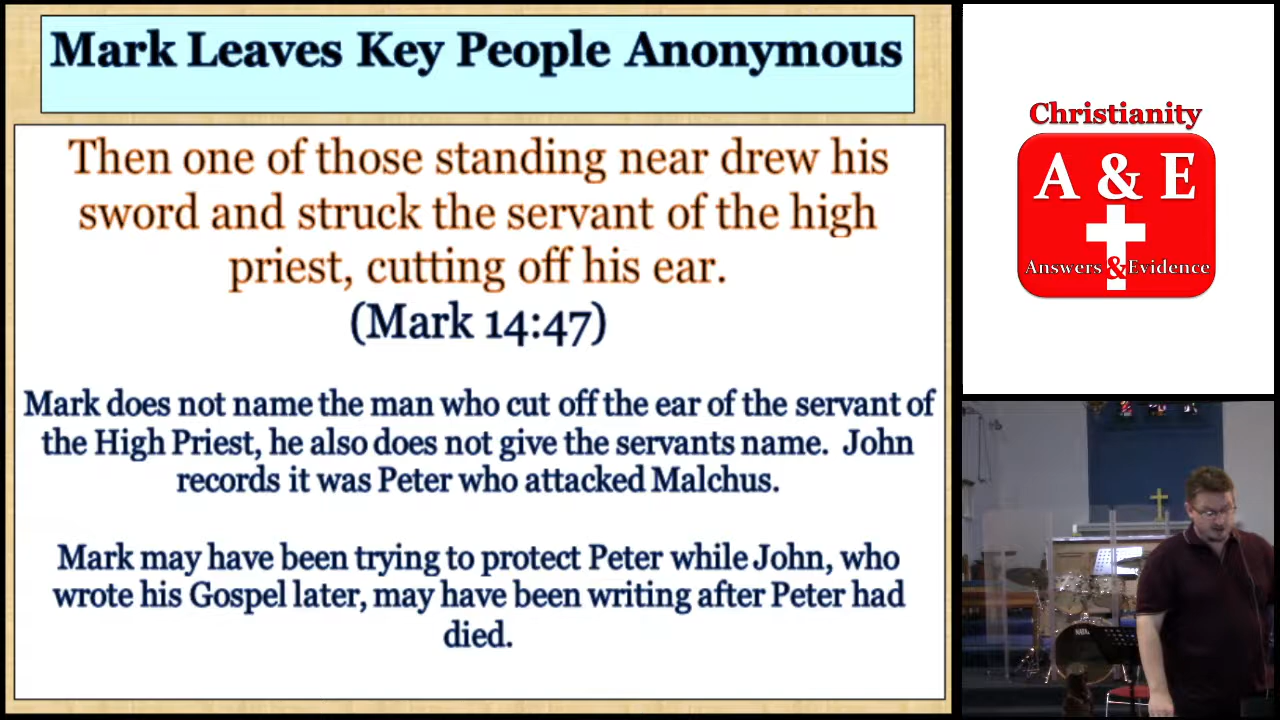 Mark Leaves Key People Anonymous
Then one of those standing near drew his
sword and struck the servant of the high
priest, cutting off his ear.
(Mark 14:47)
Mark does not name the man who cut off the ear of the servant of
the High Priest, he also does not give the servants name.  John
records it was Peter who attacked Malchus.
Mark may have been trying to protect Peter while John, who
wrote his Gospel later, may have been writing after Peter had
died.
Christianity
A & E
Answers & Evidence